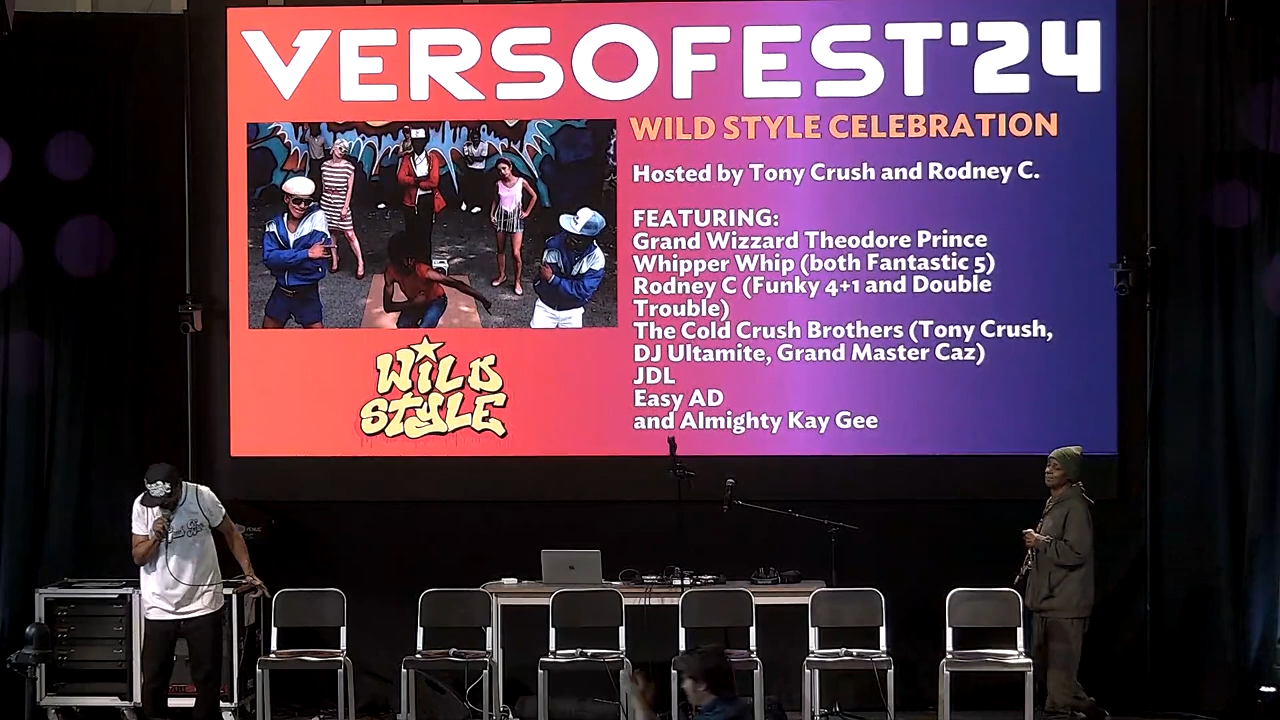 VERSOFEST'24
WILD STYLE CELEBRATION
Hosted by Tony Crush and Rodney C.
FEATURING:
Grand Wizzard Theodore Prince
Whipper Whip (both Fantastic 5)
Rodney C (Funky 4+1 and Double
Trouble)
The Cold Crush Brothers (Tony Crush,
DJ Ultamite, Grand Master Caz)
JDL
Easy AD
and Almighty Kay Gee
WILD
STYLE